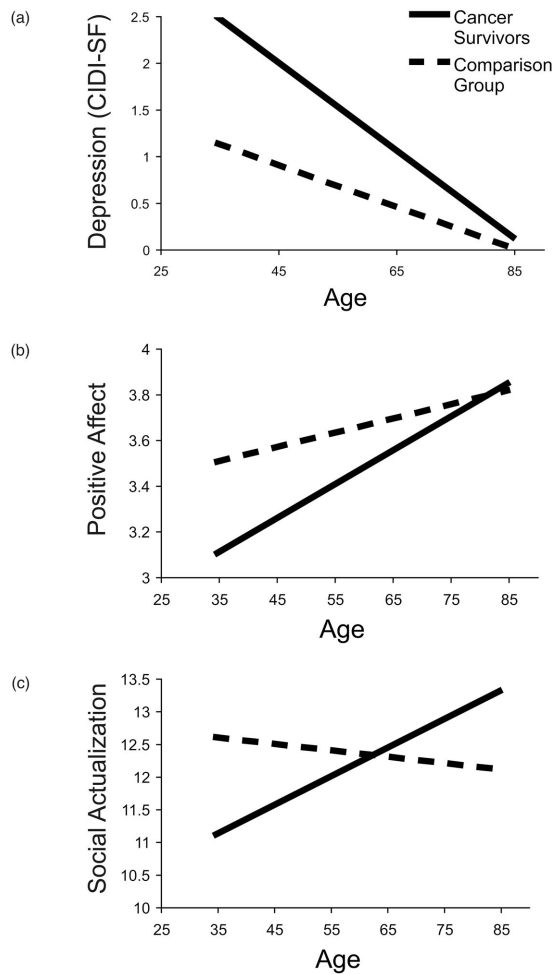 (a)
Depression (CIDI-SF)
2.5
2
1.5
1
0.5
0
25 45 65 85
Age
Cancer
Survivors
Comparison
Group
(b)
Positive Affect
4
3.8
3.6
3.4
3.2
3
25 35 45 55 65 75 85
Age
(c)
Social Actualization
13.5
13
12.5
12
11.5
11
10.5
10
25 35 45 55 65 75 85
Age